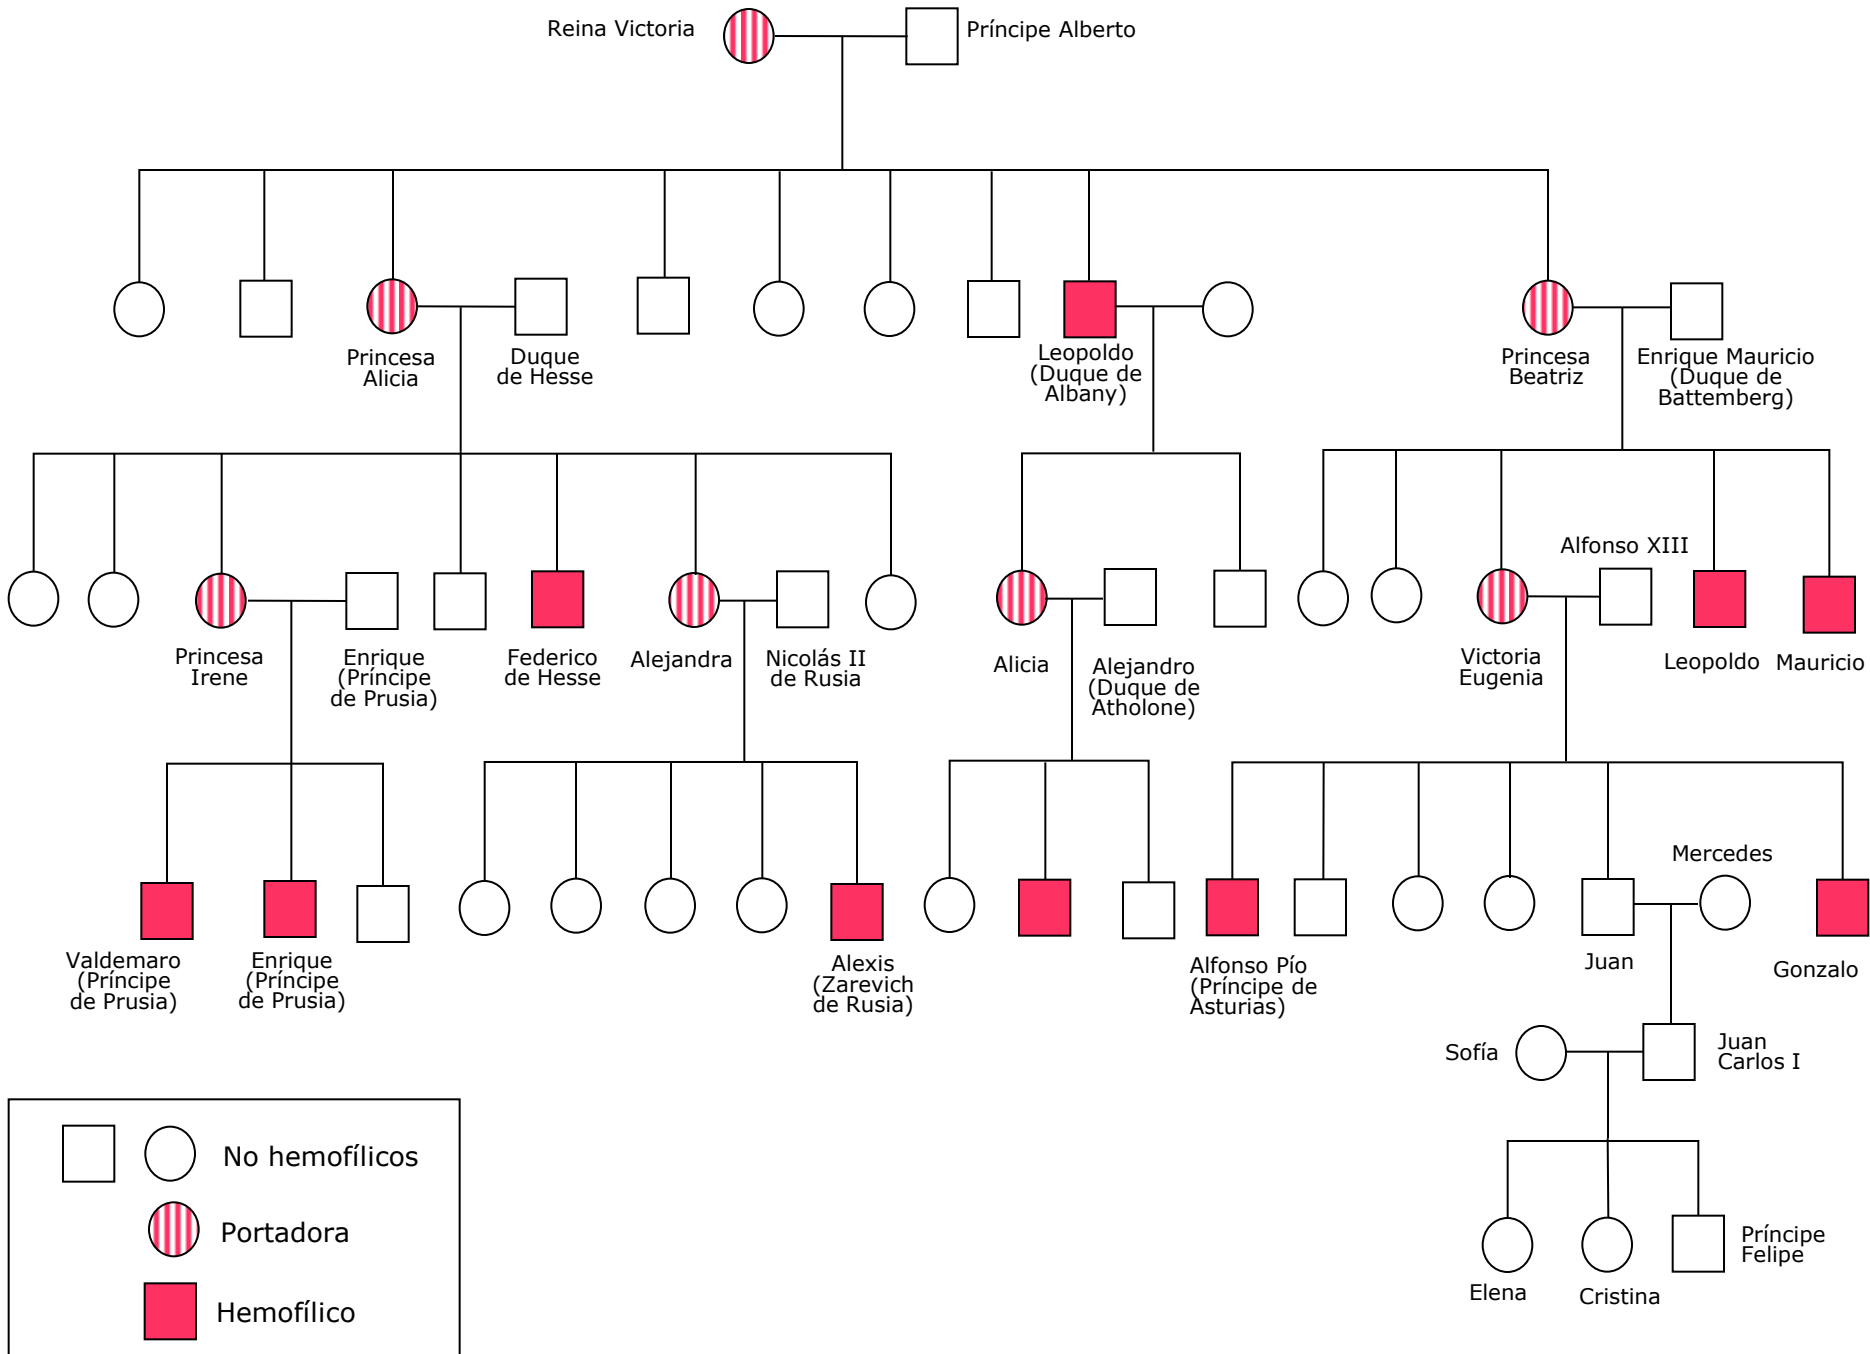 Reina Victoria
Príncipe Alberto
Princesa
Alicia
Duque
de Hesse
Leopoldo
(Duque de
Albany)
Princesa
Beatriz
Enrique Mauricio
(Duque de
Battemberg)
Alfonso XIII
Princesa
Irene
Enrique
(Príncipe
de Prusia)
Federico
de Hesse
Alejandra
Nicolás II
de Rusia
Alicia
Alejandro
(Duque de
Atholone)
Victoria
Eugenia
Leopoldo
Mauricio
Mercedes
Valdemaro
(Príncipe
de Prusia)
Enrique
(Príncipe
de Prusia)
Alexis
(Zarevich
de Rusia)
Alfonso Pío
(Príncipe de
Asturias)
Juan
Gonzalo
Sofía
Juan
Carlos I
Elena
Cristina
Príncipe
Felipe
No hemofílicos
Portadora
Hemofílico